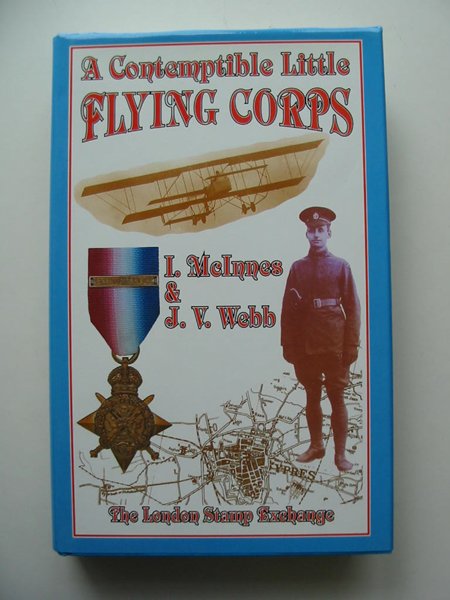 A Contemptible Little
FLYING CORPS
I. McInnes
&
J. V. Webb
YPRES
The London Stamp Exchange